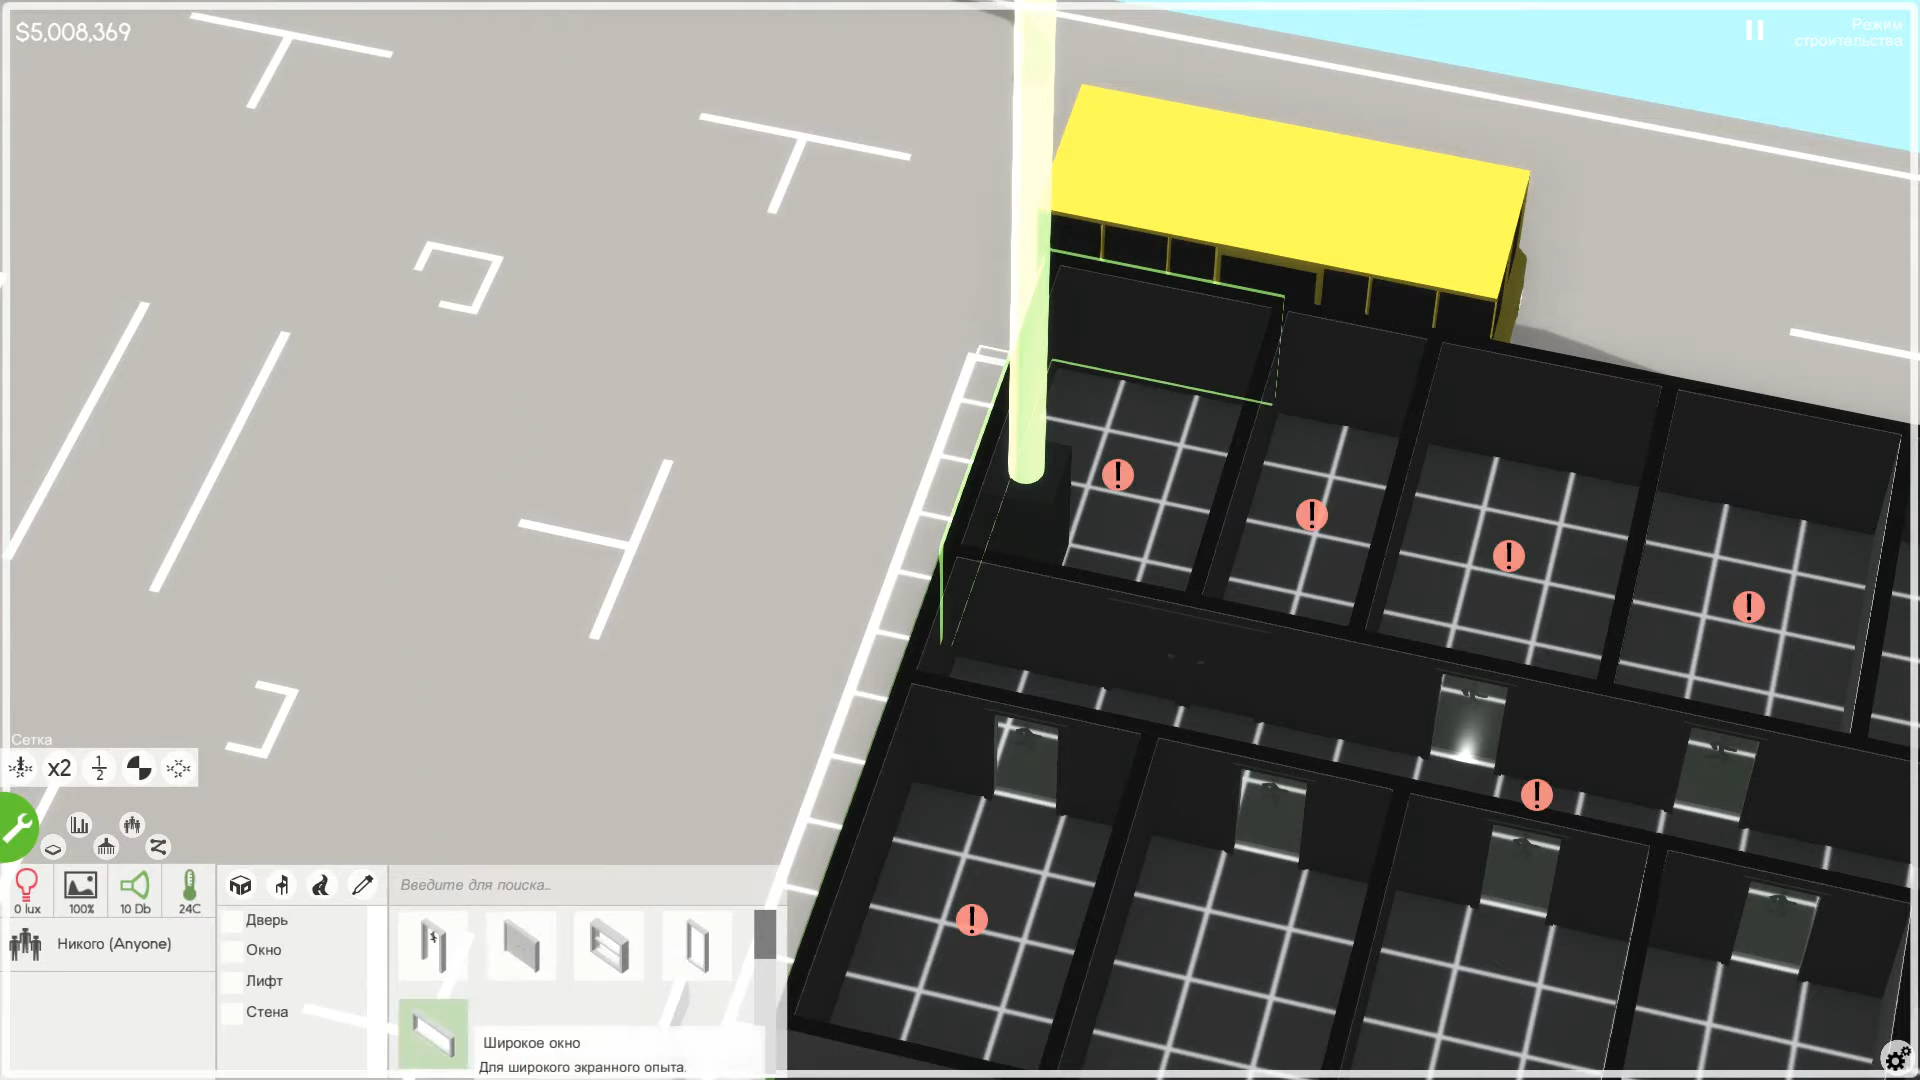 $5,008,369
Режим
строительства
Сетка
x2
1
2
0 lux
100%
10 Db
24C
Никого (Anyone)
Введите для поиска..
Дверь
Окно
Лифт
Стена
Широкое окно
Для широкого экранного опыта.